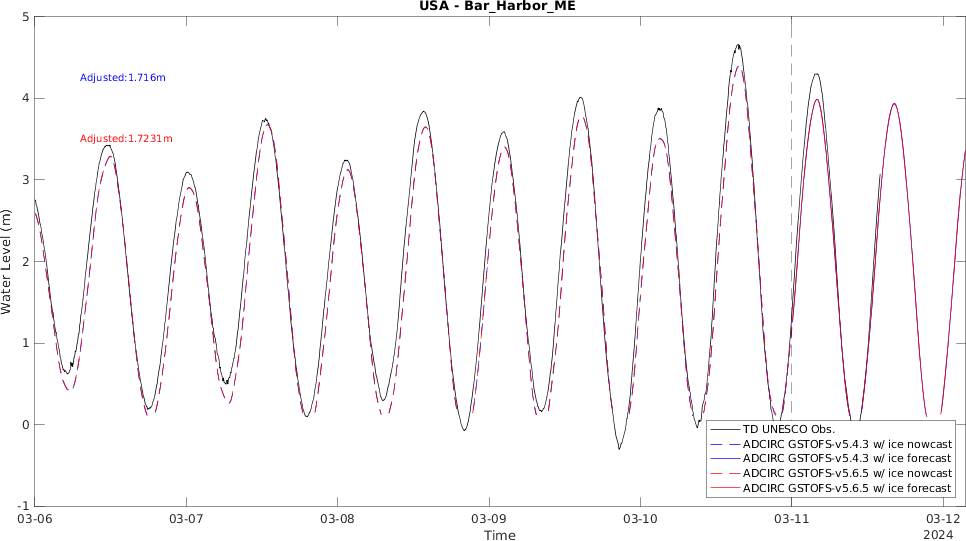 USA - Bar_Harbor_ME
Adjusted:1.716m
Adjusted:1.7231m
Water Level (m)
5
4
3
2
1
0
-1
TD UNESCO Obs.
ADCIRC GSTOFS-v5.4.3 w/ ice nowcast
ADCIRC GSTOFS-v5.4.3 w/ ice forecast
ADCIRC GSTOFS-v5.6.5 w/ ice nowcast
ADCIRC GSTOFS-v5.6.5 w/ ice forecast
03-06 03-07 03-08 03-09 03-10 03-11 03-12
Time
2024